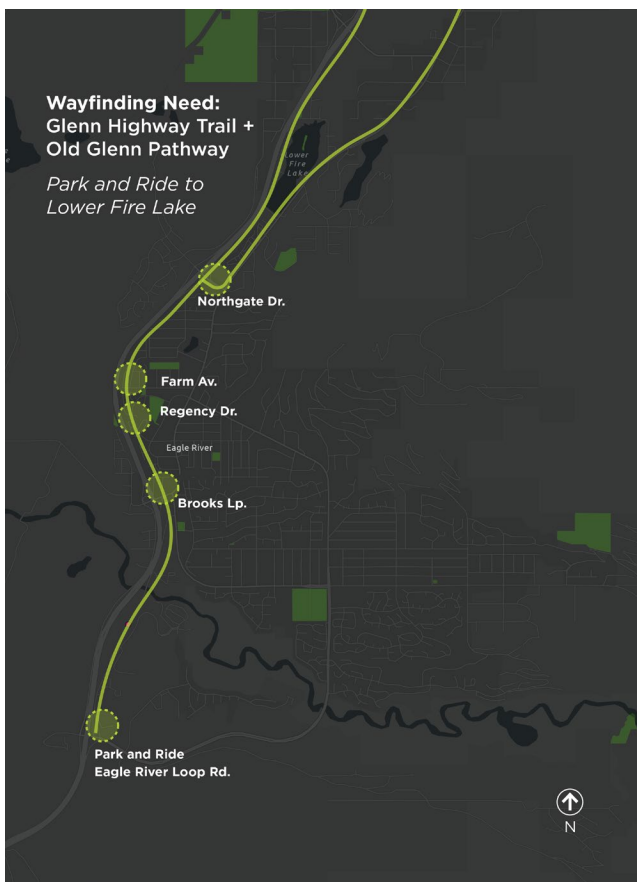 Wayfinding Need:
Glenn Highway Trail +
Old Glenn Pathway
Park and Ride to
Lower Fire Lake
Lower
Fire
Lake
Northgate Dr.
Farm Av.
Regency Dr.
Eagle River
Brooks Lp.
Park and Ride
Eagle River Loop Rd.
N